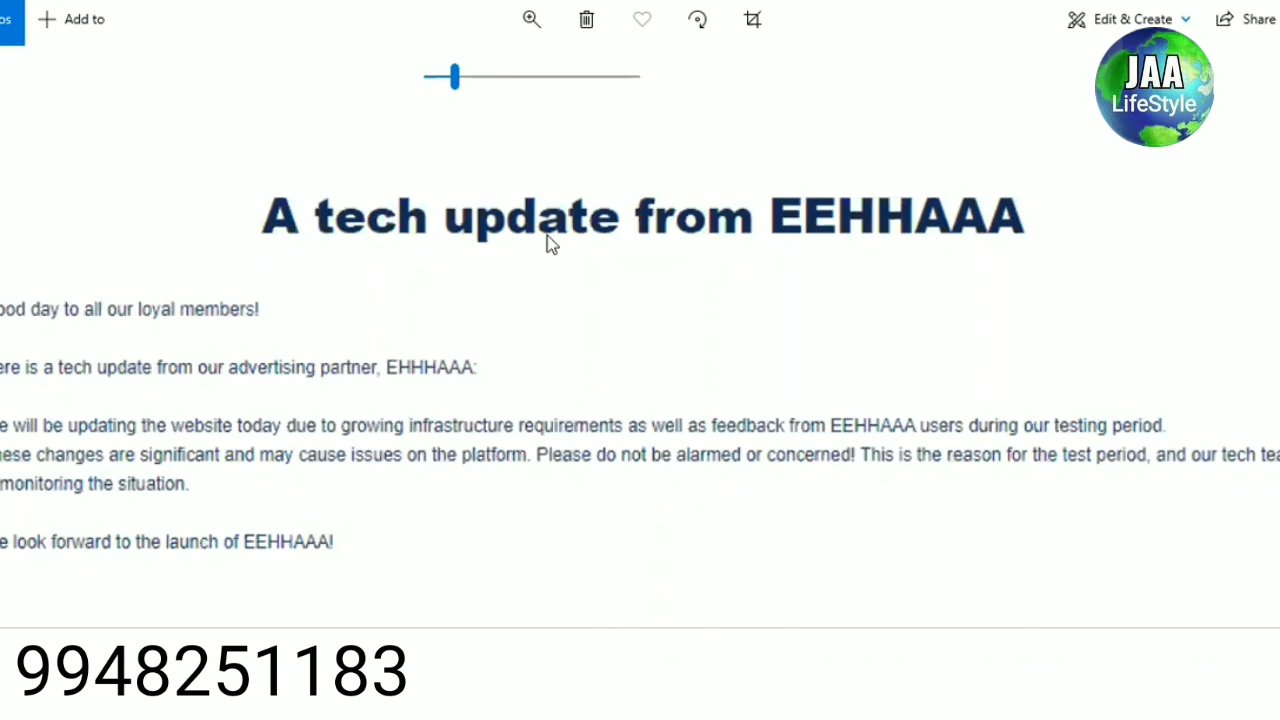 os
Add to
Edit & Create
Share
JAA
LifeStyle
A tech update from EEHHAAA
ood day to all our loyal members!
ere is a tech update from our advertising partner, EHHHAAA:
e will be updating the website today due to growing infrastructure requirements as well as feedback from EEHHAAA users during our testing period.
ese changes are significant and may cause issues on the platform. Please do not be alarmed or concerned! This is the reason for the test period, and our tech tea
monitoring the situation.
e look forward to the launch of EEHHAAA!
9948251183